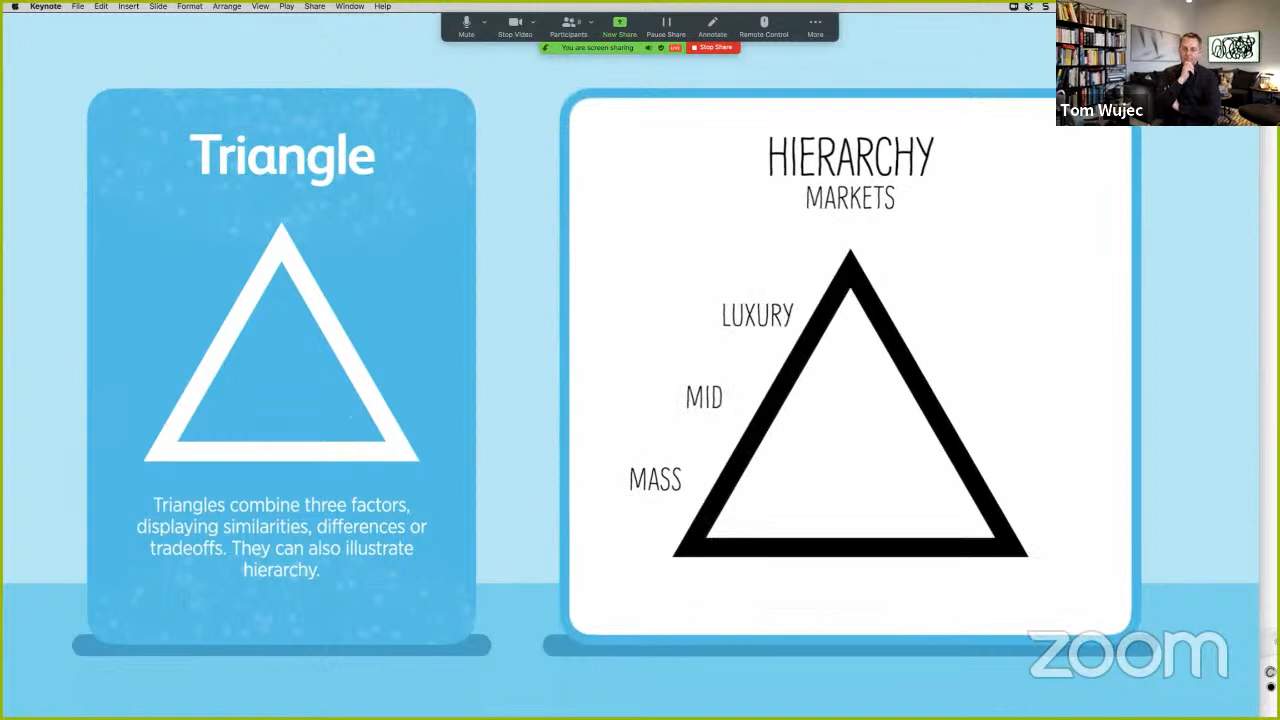 Keynote File Edit Insert Slide Format Arrange View Play Share Window Help
Mute Stop Video Participants 8 New Share Pause Share Annotate Remote Control More
You are screen sharing LIVE Stop Share
Tom Wujec
Triangle
Triangles combine three factors,
displaying similarities, differences or
tradeoffs. They can also illustrate
hierarchy.
HIERARCHY
MARKETS
LUXURY
MID
MASS
zoom